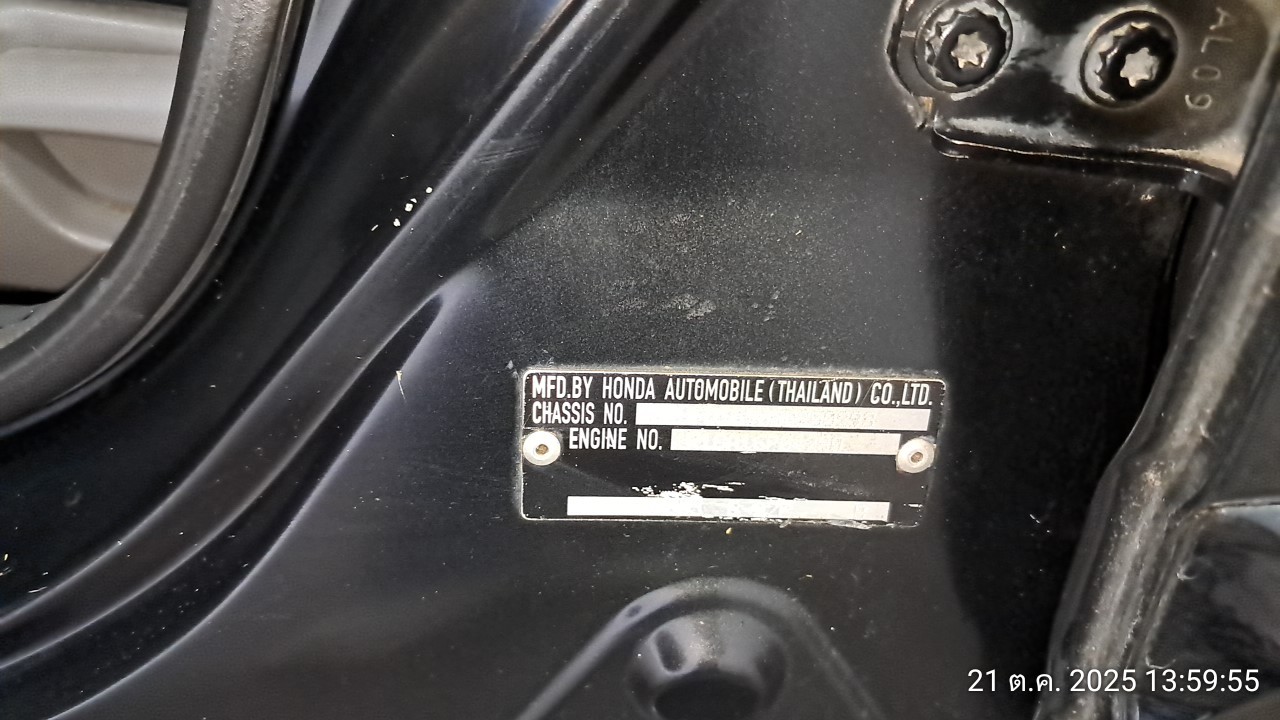 AL09
MFD.BY HONDA AUTOMOBILE (THAILAND) CO.,LTD.
CHASSIS NO.
ENGINE NO.
21 ต.ค. 2025 13:59:55